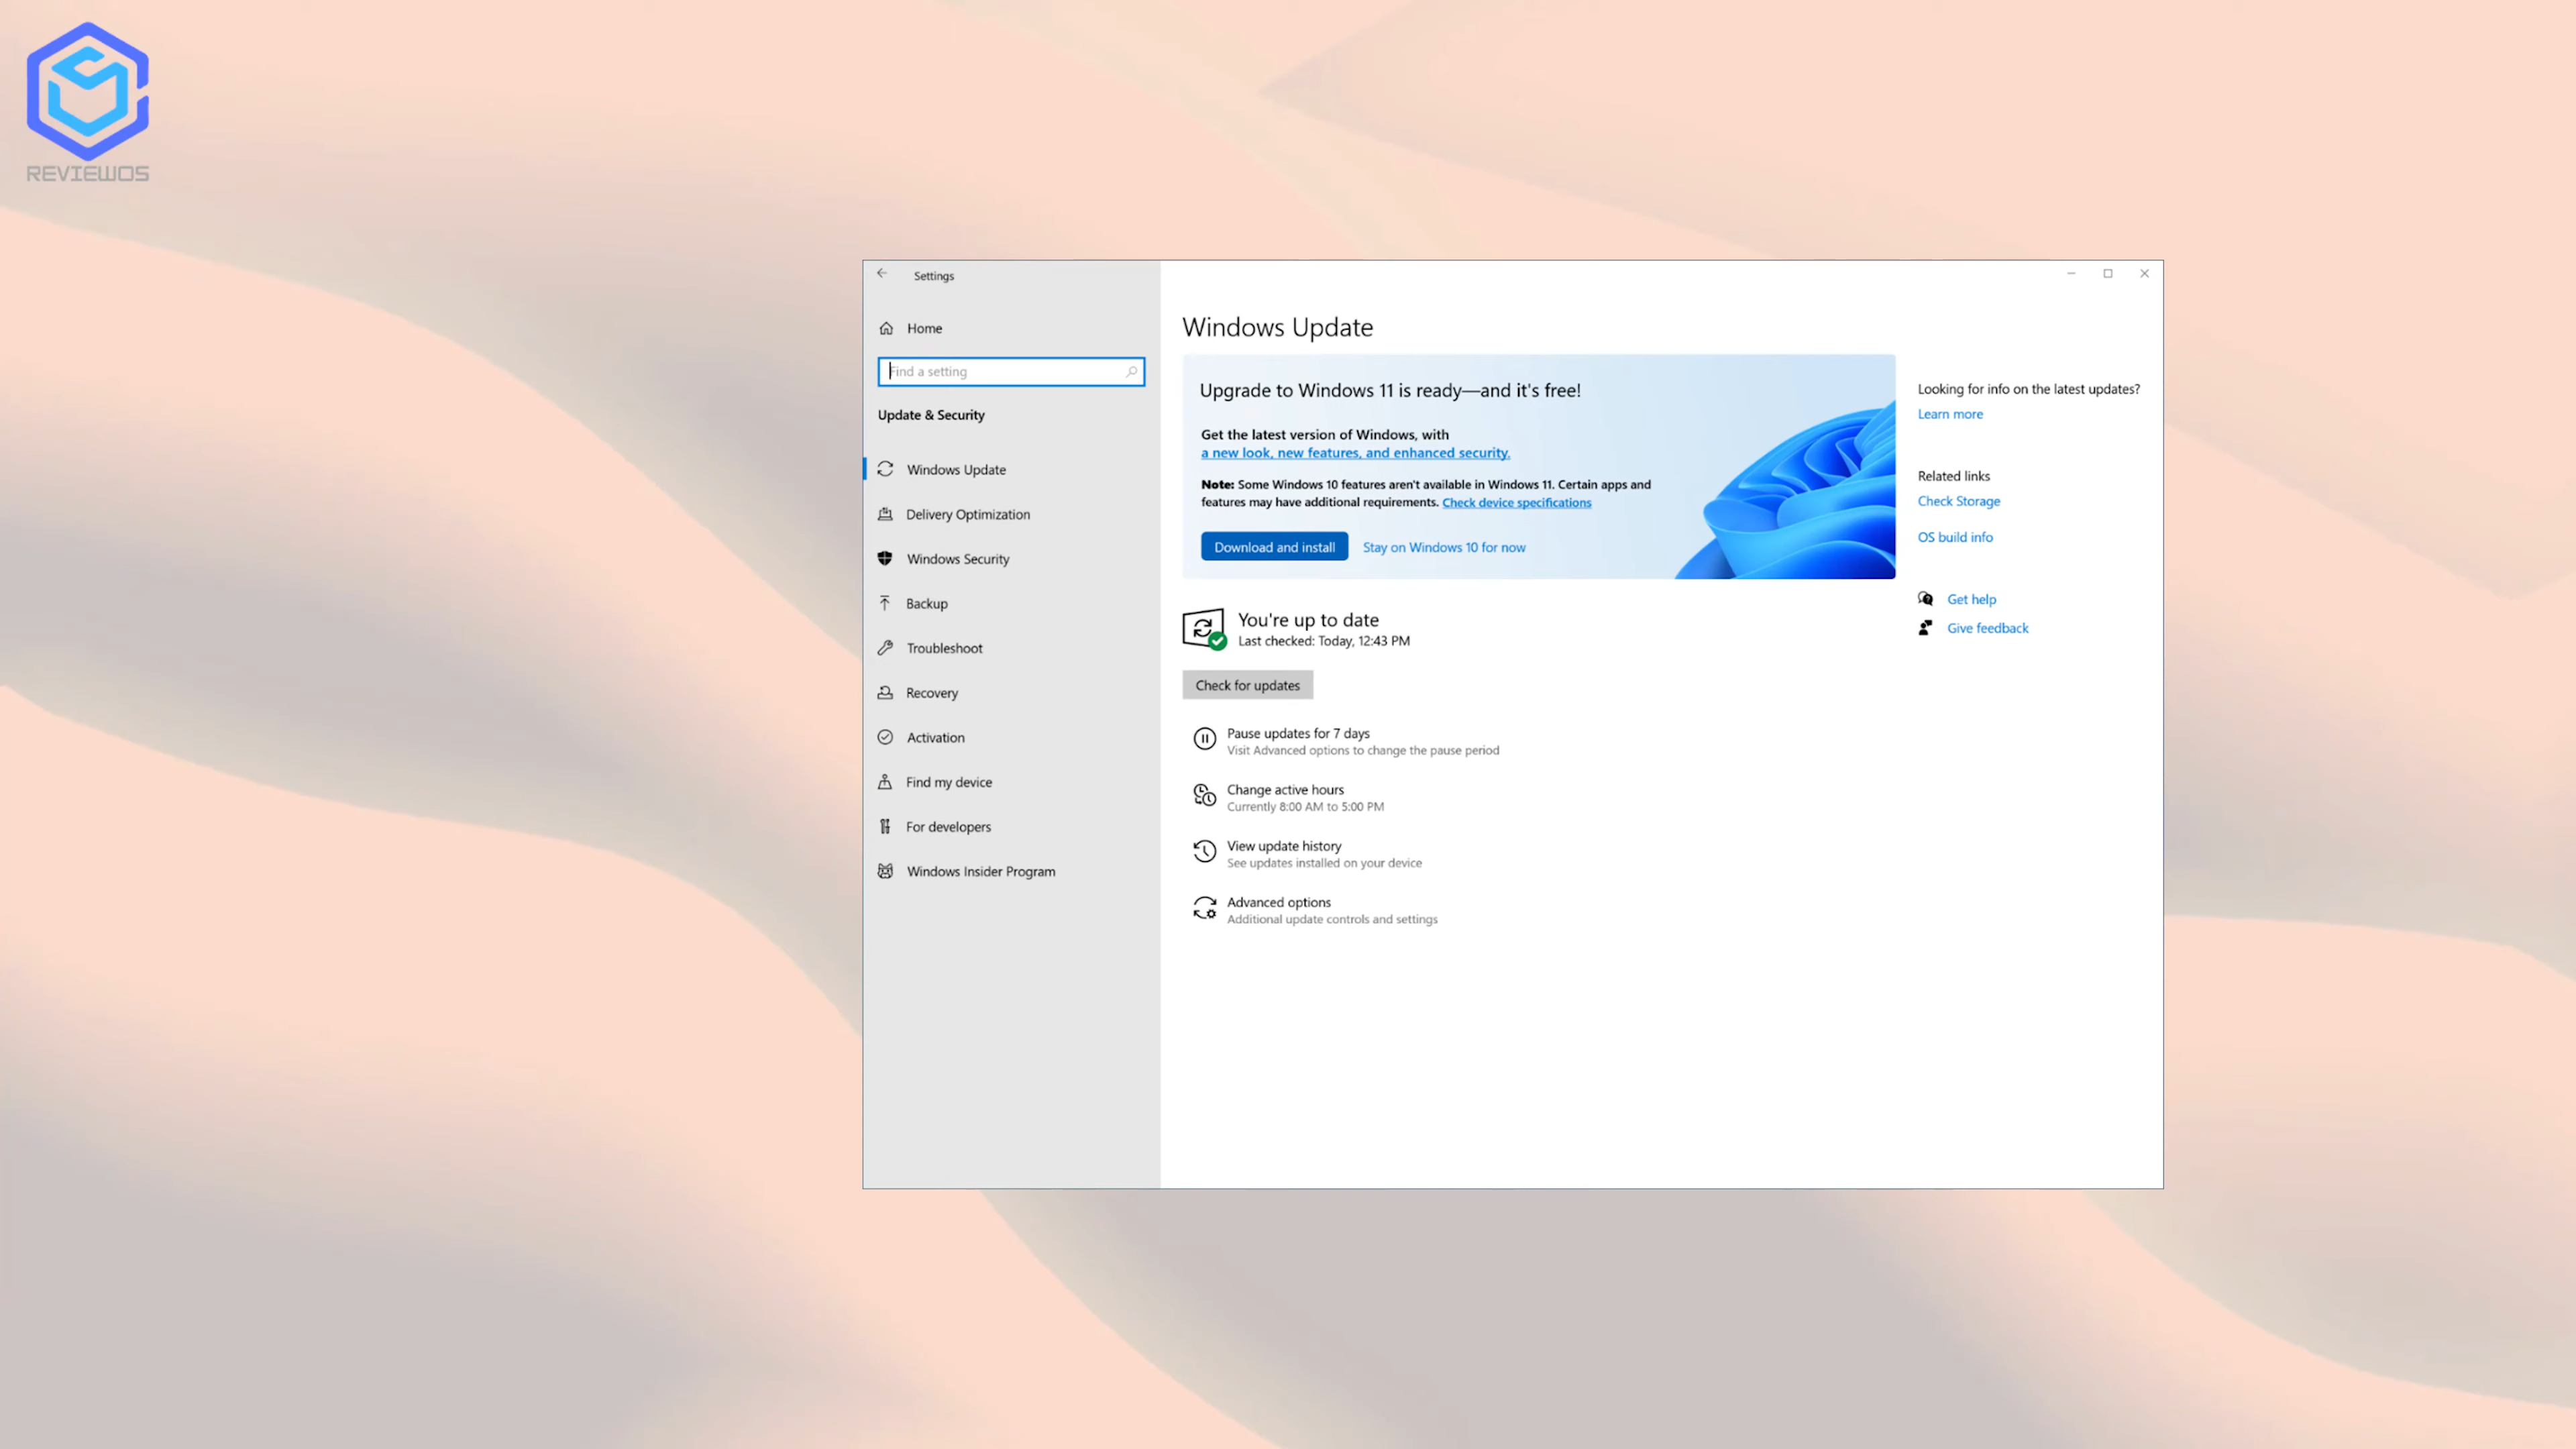 REVIEWOS
Settings
Home
Find a setting
Update & Security
Windows Update
Delivery Optimization
Windows Security
Backup
Troubleshoot
Recovery
Activation
Find my device
For developers
Windows Insider Program
Windows Update
Upgrade to Windows 11 is ready—and it's free!
Get the latest version of Windows, with
a new look, new features, and enhanced security.
Note: Some Windows 10 features aren't available in Windows 11. Certain apps and
features may have additional requirements. Check device specifications
Download and install
Stay on Windows 10 for now
You're up to date
Last checked: Today, 12:43 PM
Check for updates
Pause updates for 7 days
Visit Advanced options to change the pause period
Change active hours
Currently 8:00 AM to 5:00 PM
View update history
See updates installed on your device
Advanced options
Additional update controls and settings
Looking for info on the latest updates?
Learn more
Related links
Check Storage
OS build info
Get help
Give feedback